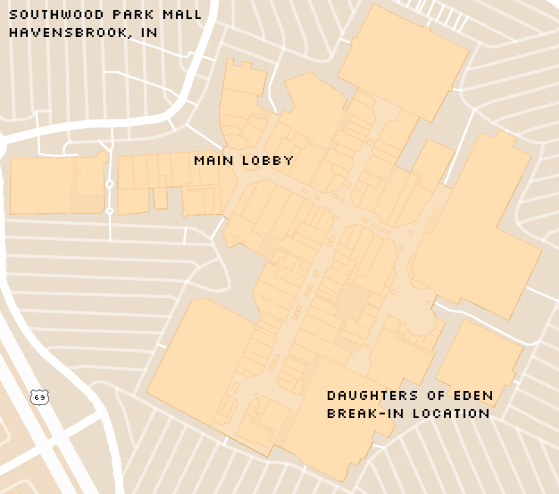 SOUTHWOOD PARK MALL
HAVENSBROOK, IN
MAIN LOBBY
DAUGHTERS OF EDEN
BREAK-IN LOCATION
69